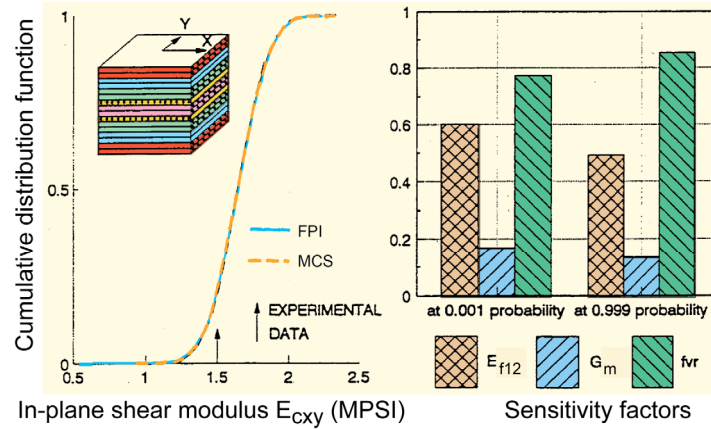 Cumulative distribution function
1
0.5
0
0.5
1
1.5
2.0
2.5
Y
X
FPI
MCS
EXPERIMENTAL
DATA
In-plane shear modulus Ecxy (MPSI)
1
0.8
0.6
0.4
0.2
0
at 0.001 probability
at 0.999 probability
Ef12
Gm
fvr
Sensitivity factors